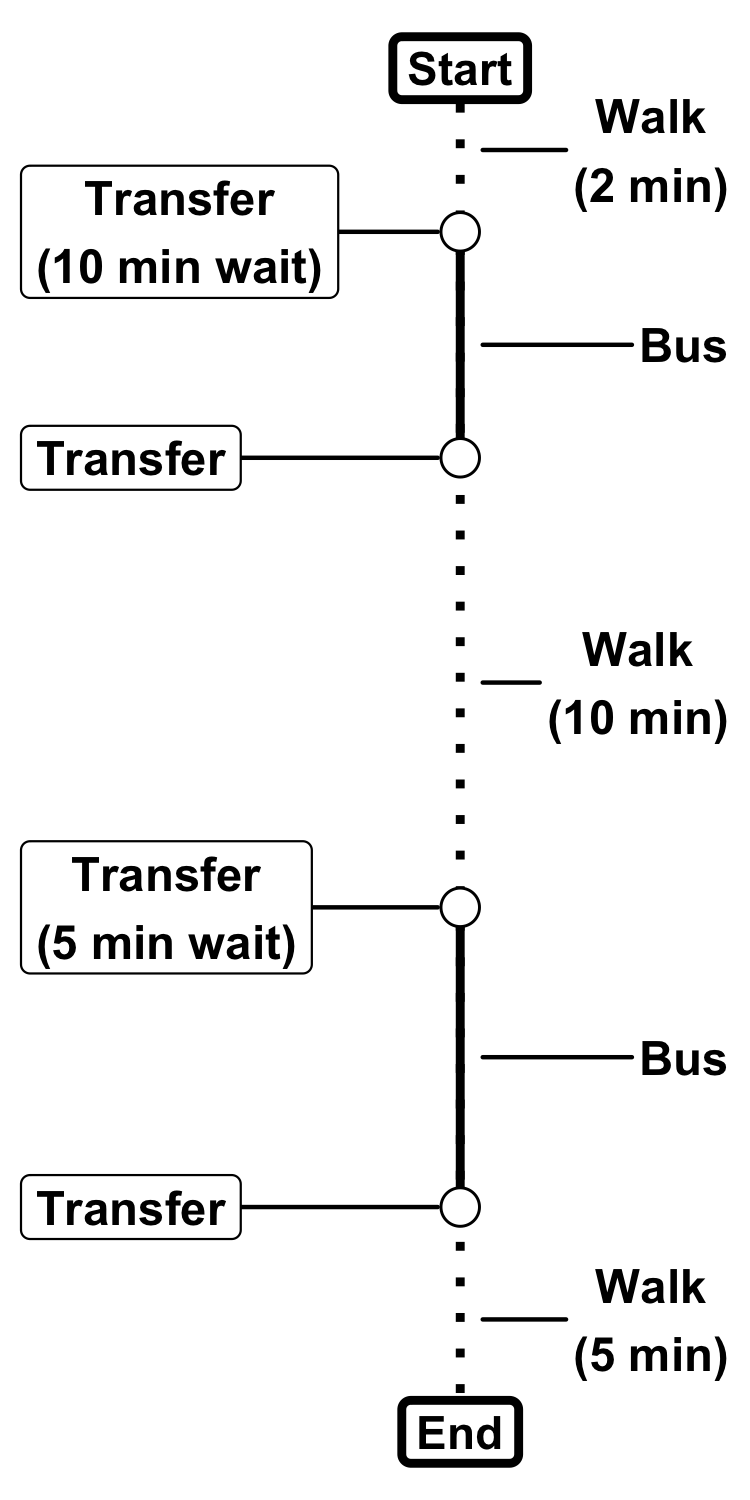 Start
Walk
(2 min)
Transfer
(10 min wait)
Bus
Transfer
Walk
(10 min)
Transfer
(5 min wait)
Bus
Transfer
Walk
(5 min)
End